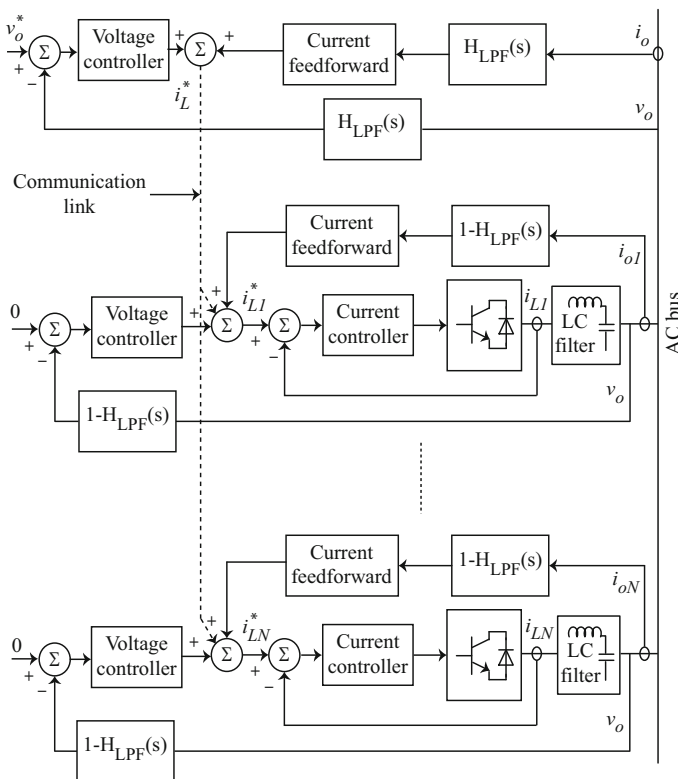 v_o^*
Σ
+
−
Voltage
controller
+
Σ
+
Current
feedforward
H_LPF(s)
i_o
i_L^*
H_LPF(s)
v_o
Communication
link
Current
feedforward
1-H_LPF(s)
i_o1
0
Σ
+
−
Voltage
controller
+
+
+
Σ
i_L1^*
Σ
+
−
Current
controller
i_L1
LC
filter
v_o
AC bus
1-H_LPF(s)
Current
feedforward
1-H_LPF(s)
i_oN
0
Σ
+
−
Voltage
controller
+
+
+
Σ
i_LN^*
Σ
+
−
Current
controller
i_LN
LC
filter
v_o
1-H_LPF(s)